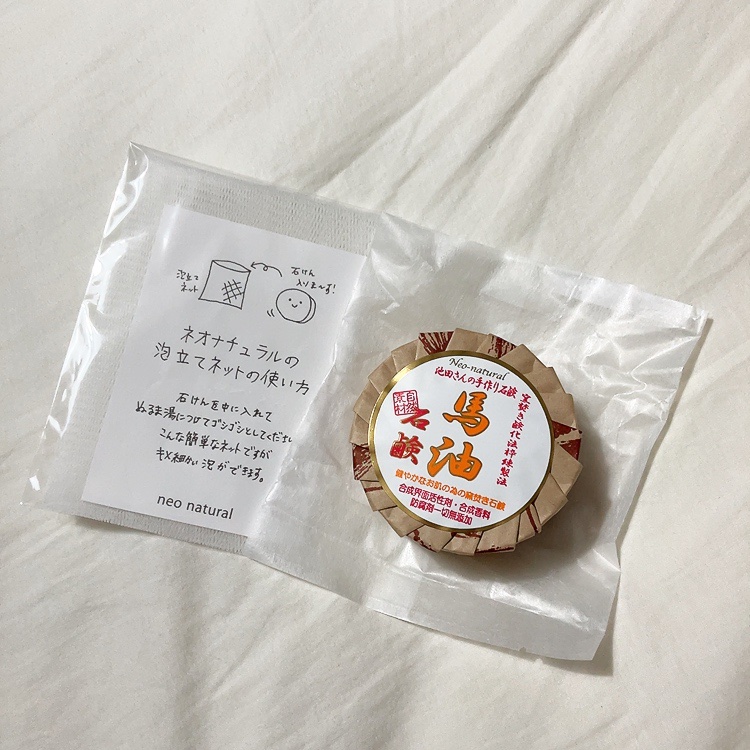 泡立て
ネット
石けん
入りま〜す!
ネオナチュラルの
泡立てネットの使い方
石けんを中に入れて
ぬるま湯につけてゴシゴシとしてください
こんな簡単なネットですが
キメ細かい泡ができます。
neo natural
Neo-natural
池田さんの手作り石鹸
窯焚き鹸化法枠練製法
自然
素材
馬油
石鹸
健やかなお肌の為の窯焚き石鹸
合成界面活性剤・合成香料
防腐剤一切無添加